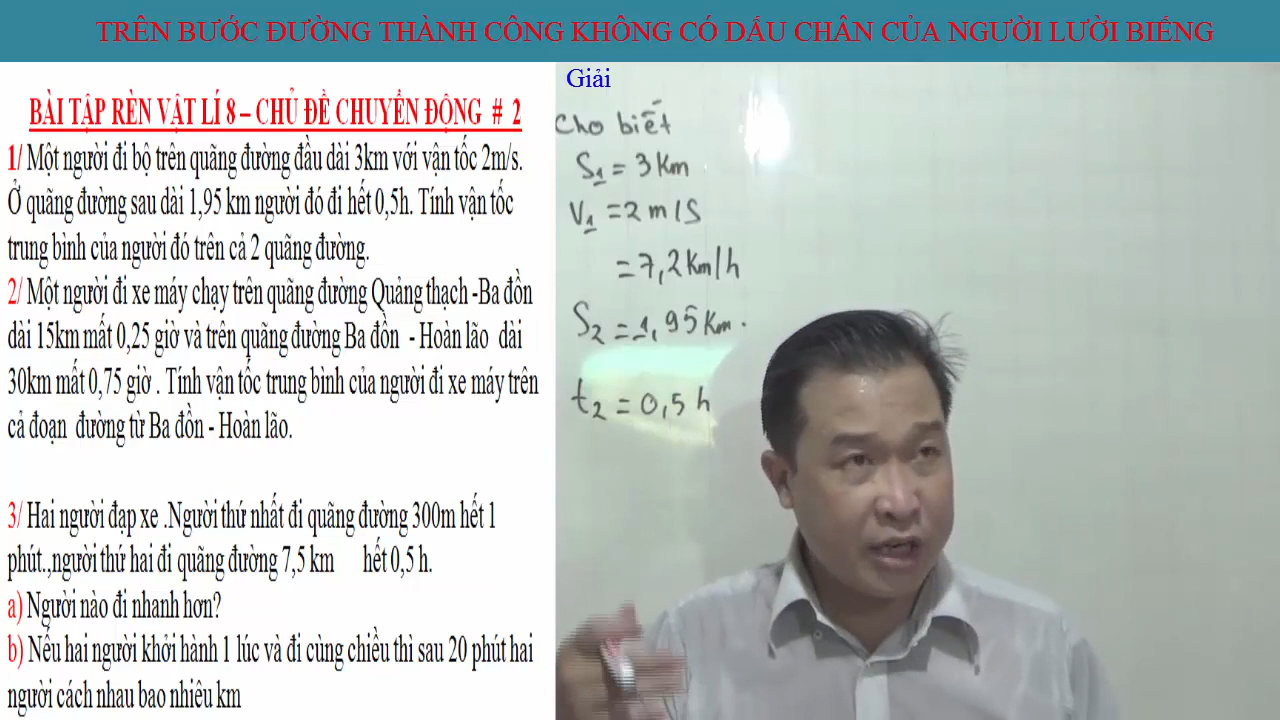 TRÊN BƯỚC ĐƯỜNG THÀNH CÔNG KHÔNG CÓ DẤU CHÂN CỦA NGƯỜI LƯỜI BIẾNG
BÀI TẬP RÈN VẬT LÍ 8 – CHỦ ĐỀ CHUYỂN ĐỘNG # 2
1/ Một người đi bộ trên quãng đường đầu dài 3km với vận tốc 2m/s.
Ở quãng đường sau dài 1,95 km người đó đi hết 0,5h. Tính vận tốc
trung bình của người đó trên cả 2 quãng đường.
2/ Một người đi xe máy chạy trên quãng đường Quảng thạch -Ba đồn
dài 15km mất 0,25 giờ và trên quãng đường Ba đồn - Hoàn lão dài
30km mất 0,75 giờ . Tính vận tốc trung bình của người đi xe máy trên
cả đoạn đường từ Ba đồn - Hoàn lão.
3/ Hai người đạp xe .Người thứ nhất đi quãng đường 300m hết 1
phút.,người thứ hai đi quãng đường 7,5 km hết 0,5 h.
a) Người nào đi nhanh hơn?
b) Nếu hai người khởi hành 1 lúc và đi cùng chiều thì sau 20 phút hai
người cách nhau bao nhiêu km
Giải
Cho biết
S1 = 3 Km
V1 = 2 m/s
= 7,2 Km/h
S2 = 1,95 Km.
t2 = 0,5 h